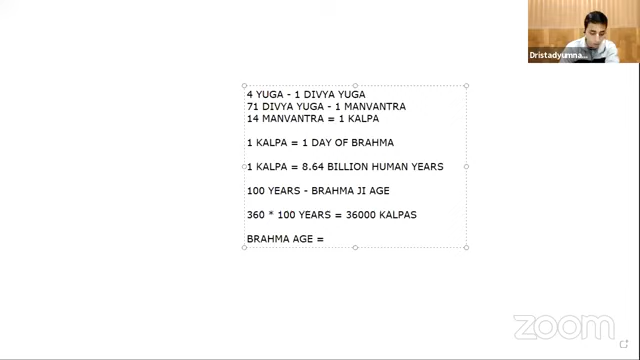 4 YUGA - 1 DIVYA YUGA
71 DIVYA YUGA - 1 MANVANTRA
14 MANVANTRA = 1 KALPA
1 KALPA = 1 DAY OF BRAHMA
1 KALPA = 8.64 BILLION HUMAN YEARS
100 YEARS - BRAHMA JI AGE
360 * 100 YEARS = 36000 KALPAS
BRAHMA AGE =
Dristadyumna...
zoom